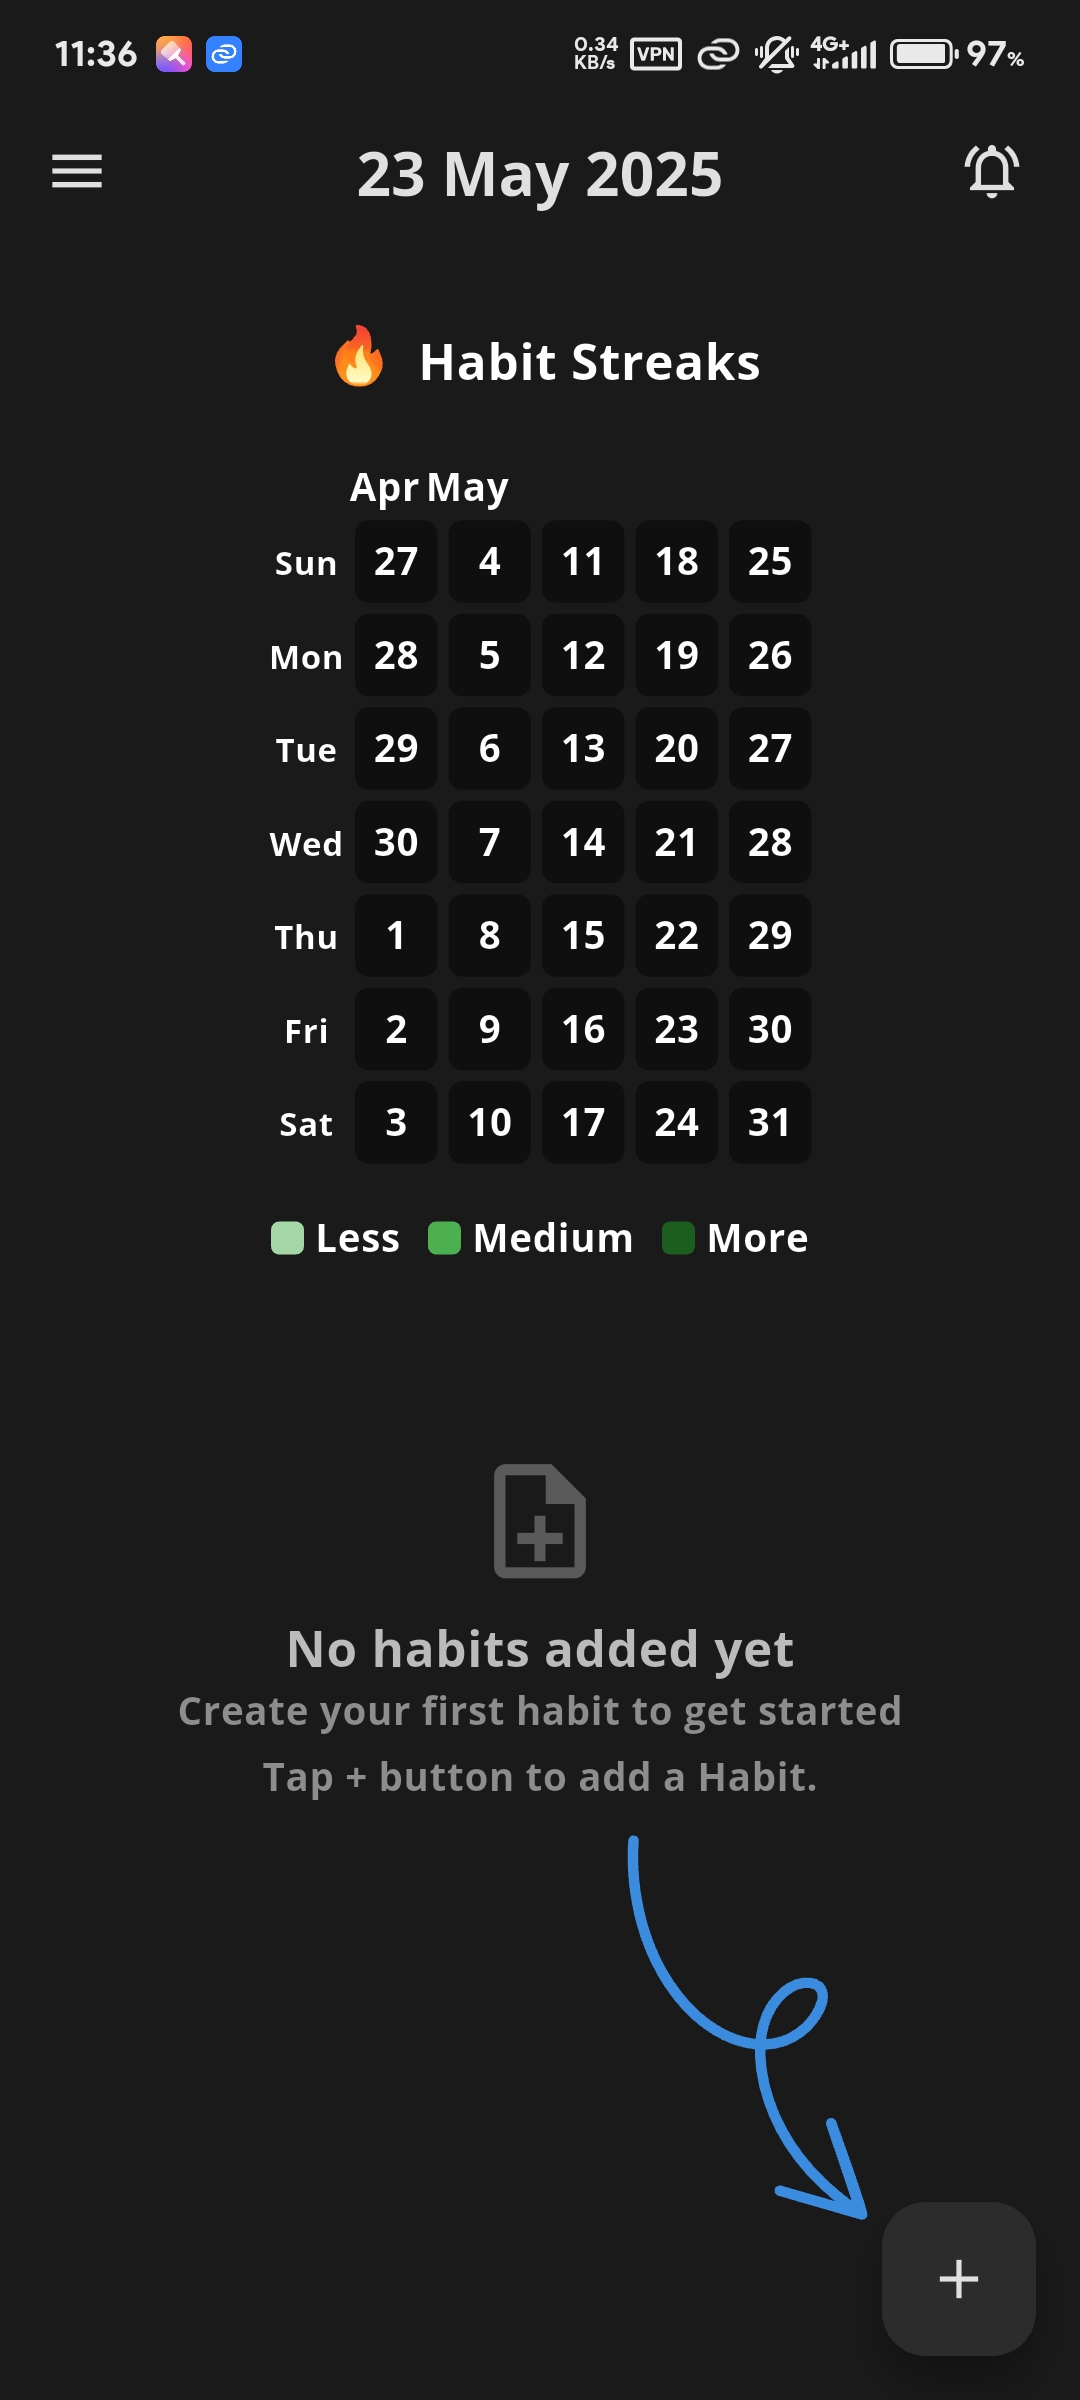 11:36
0.34 KB/s VPN 4G+ 97%
23 May 2025
🔥 Habit Streaks
Apr May
Sun 27 4 11 18 25
Mon 28 5 12 19 26
Tue 29 6 13 20 27
Wed 30 7 14 21 28
Thu 1 8 15 22 29
Fri 2 9 16 23 30
Sat 3 10 17 24 31
Less Medium More
No habits added yet
Create your first habit to get started
Tap + button to add a Habit.
+